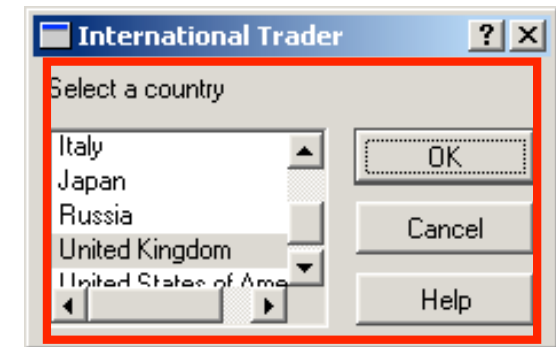 International Trader
Select a country
Italy
Japan
Russia
United Kingdom
United States of Ame
OK
Cancel
Help